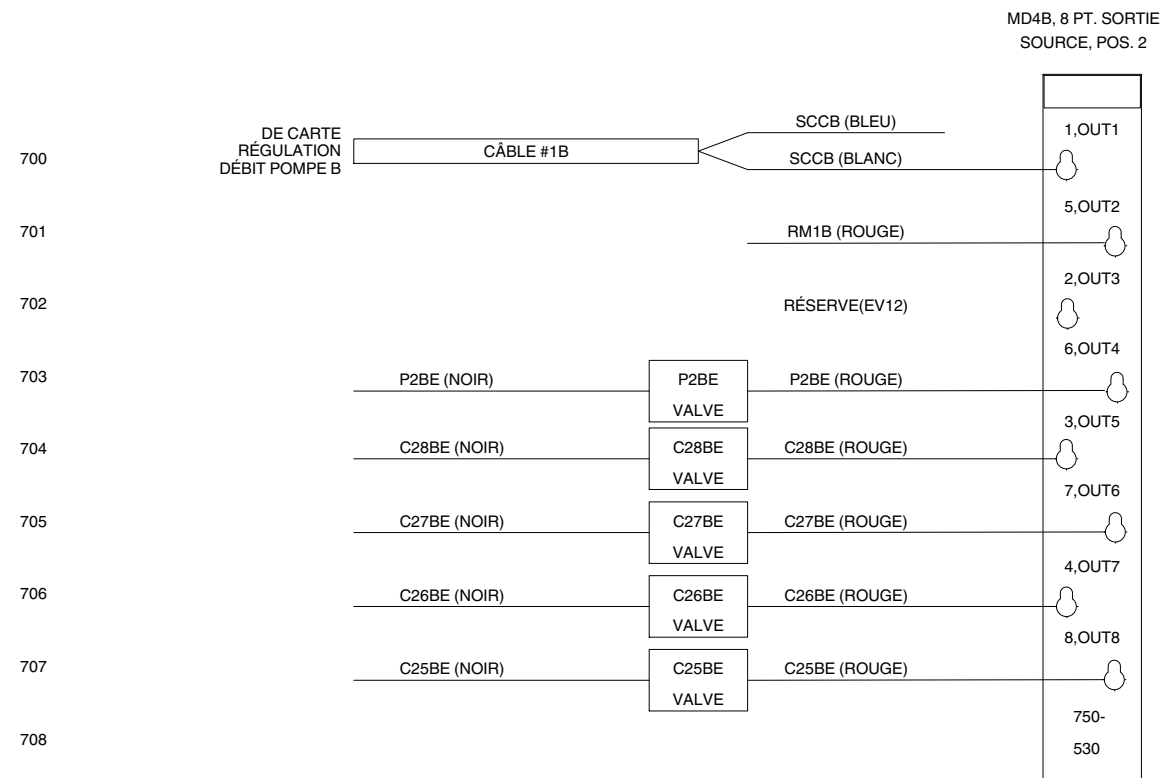 MD4B, 8 PT. SORTIE
SOURCE, POS. 2
SCCB (BLEU)
1,OUT1
DE CARTE
RÉGULATION
DÉBIT POMPE B
700
CÂBLE #1B
SCCB (BLANC)
5,OUT2
701
RM1B (ROUGE)
2,OUT3
702
RÉSERVE(EV12)
6,OUT4
703
P2BE (NOIR)
P2BE
VALVE
P2BE (ROUGE)
3,OUT5
704
C28BE (NOIR)
C28BE
VALVE
C28BE (ROUGE)
7,OUT6
705
C27BE (NOIR)
C27BE
VALVE
C27BE (ROUGE)
4,OUT7
706
C26BE (NOIR)
C26BE
VALVE
C26BE (ROUGE)
8,OUT8
707
C25BE (NOIR)
C25BE
VALVE
C25BE (ROUGE)
750-
530
708